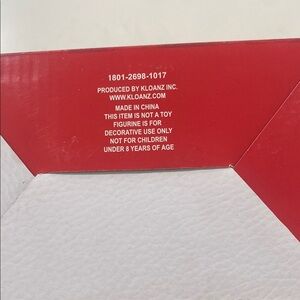 1801-2698-1017
PRODUCED BY KLOANZ INC.
WWW.KLOANZ.COM
MADE IN CHINA
THIS ITEM IS NOT A TOY
FIGURINE IS FOR
DECORATIVE USE ONLY
NOT FOR CHILDREN
UNDER 8 YEARS OF AGE